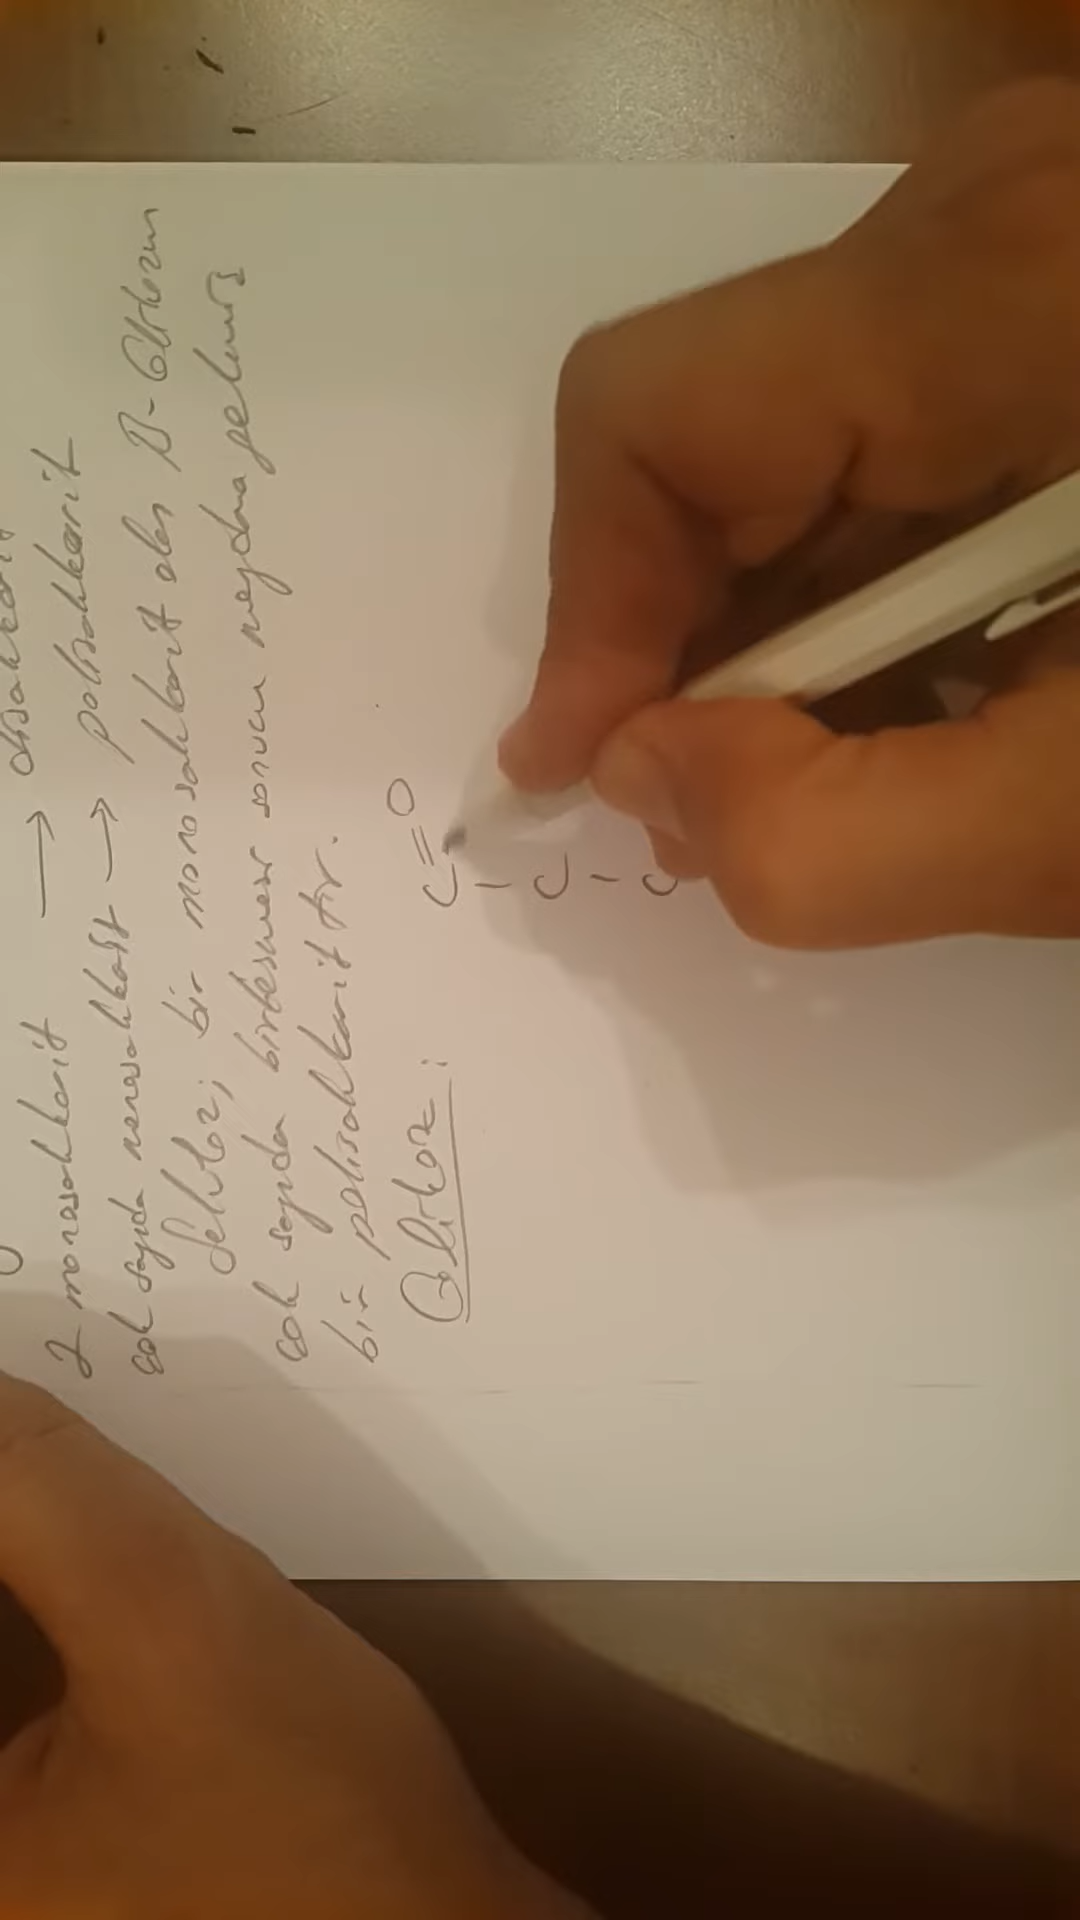 2 monosakkarit → disakkarit
çok sayıda monosakkarit → polisakkarit
Selüloz; bir monosakkarit olan D-Glikozun
çok sayıda birleşmesi sonucu meydana gelmiş
bir polisakkarittir.
Glikoz:
C=O
C
C